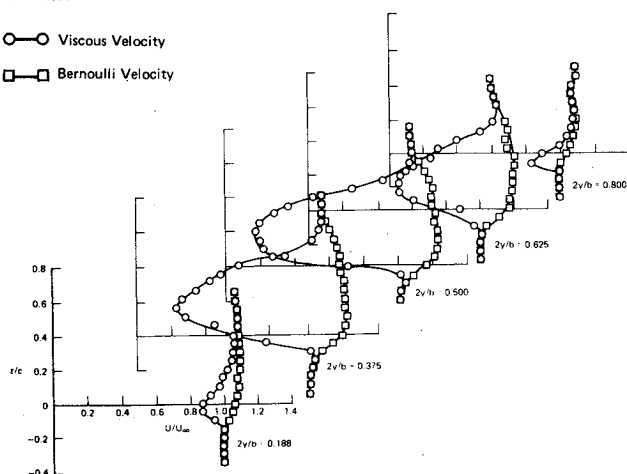 Viscous Velocity
Bernoulli Velocity
2y/b = 0.800
2y/b = 0.625
2y/b = 0.500
2y/b = 0.375
2y/b = 0.188
0.8
0.6
0.4
0.2
0
-0.2
-0.4
z/c
0.2 0.4 0.6 0.8 1.0 1.2 1.4
U/U∞